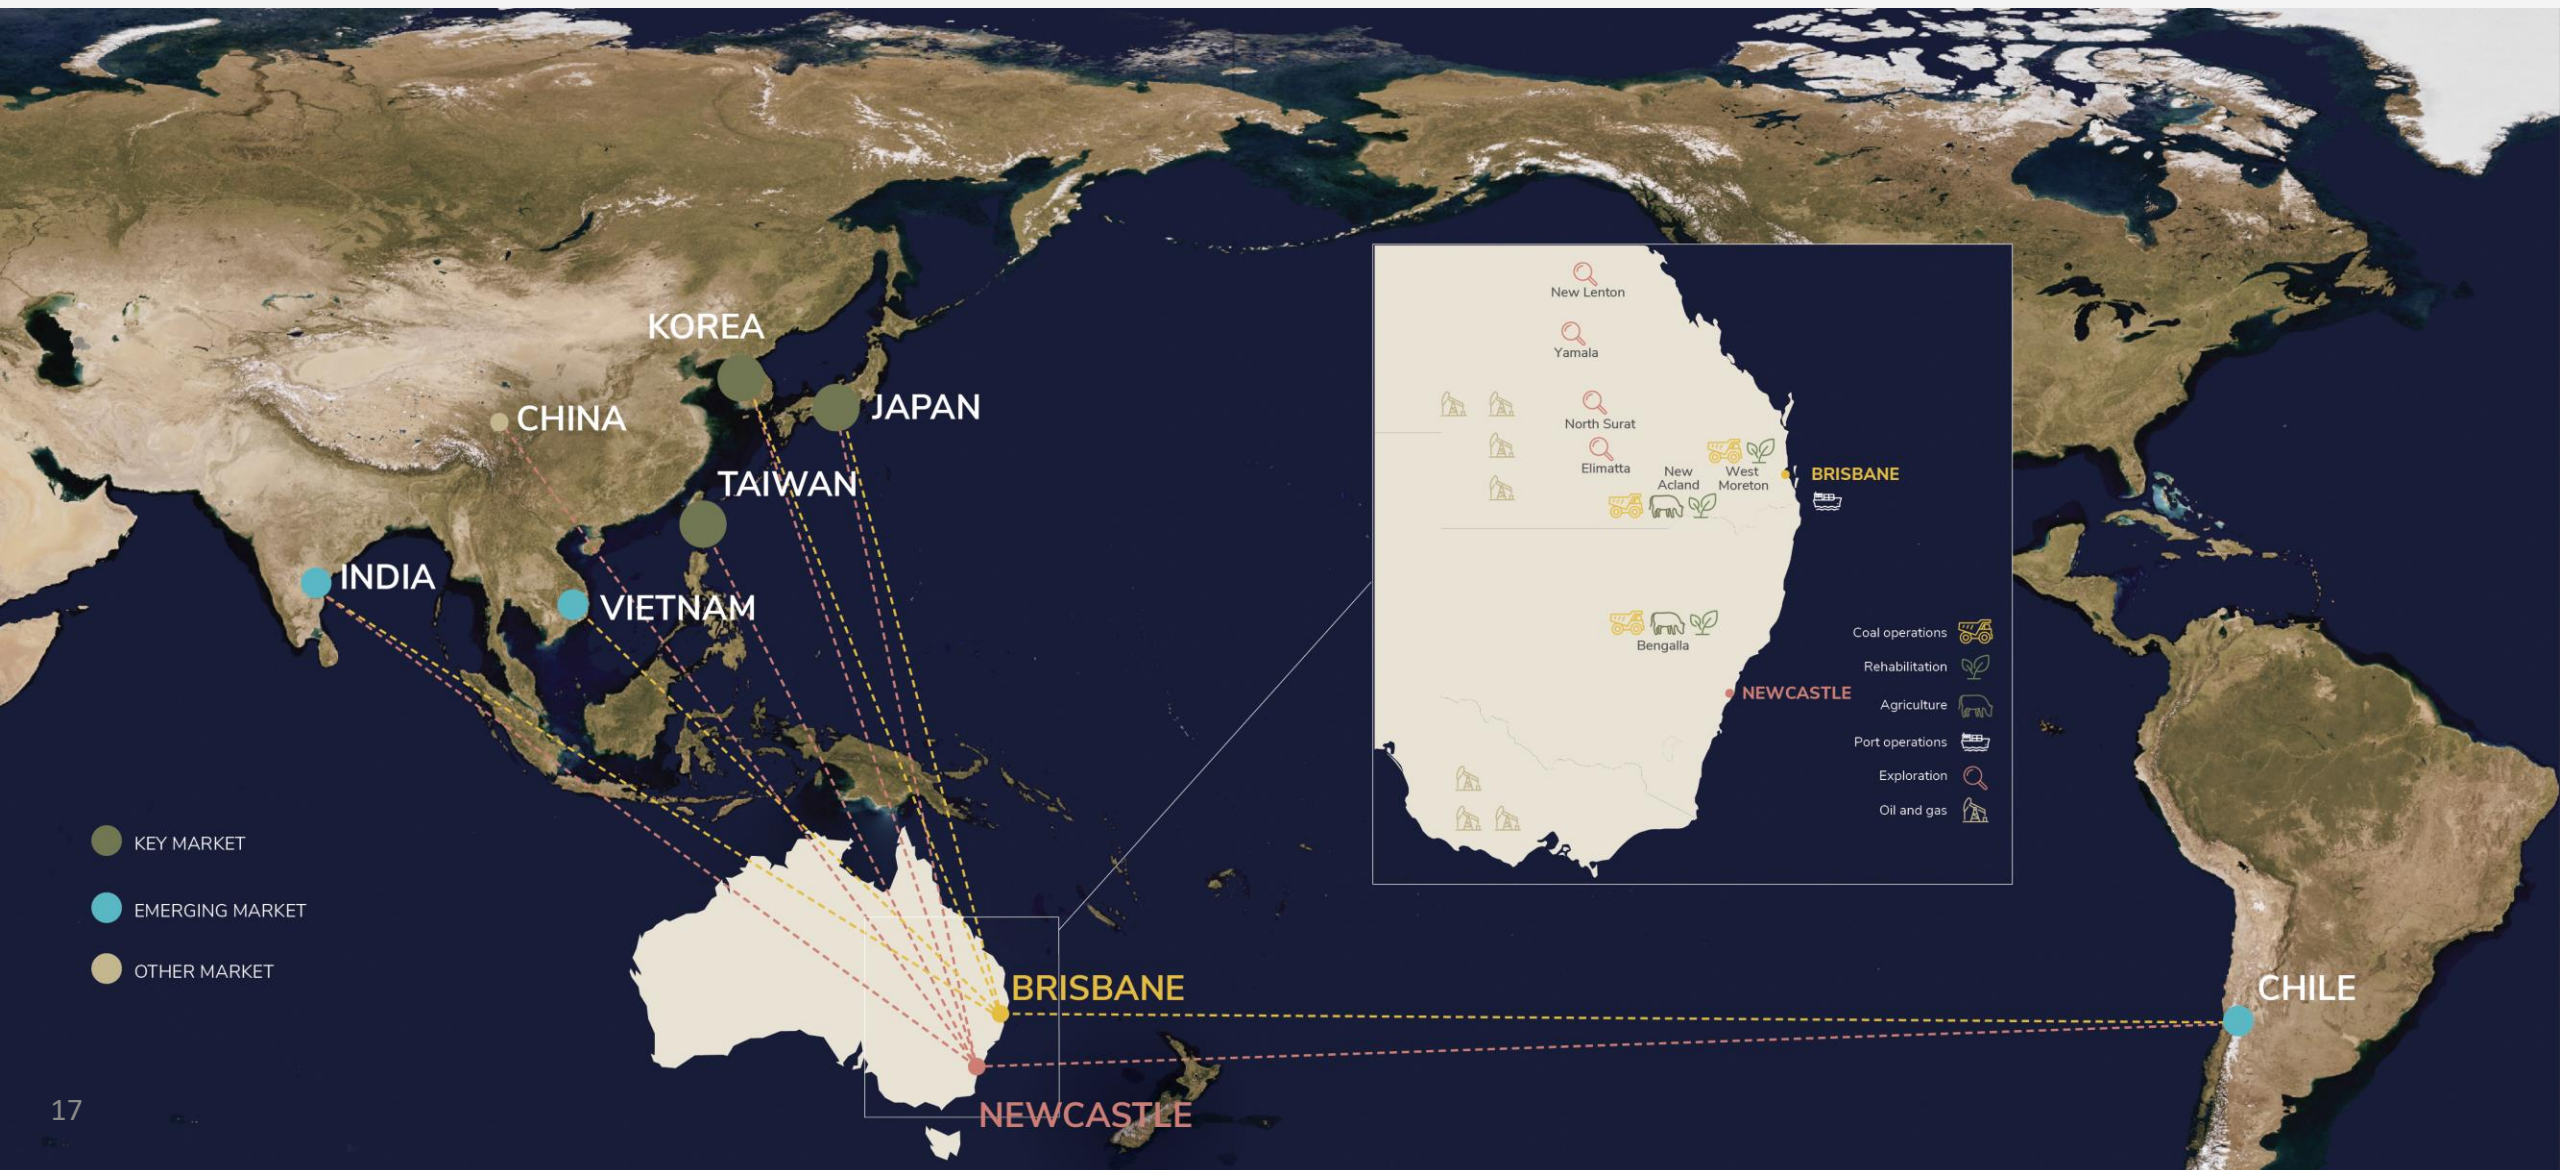 KOREA
JAPAN
CHINA
TAIWAN
INDIA
VIETNAM
KEY MARKET
EMERGING MARKET
OTHER MARKET
BRISBANE
NEWCASTLE
CHILE
New Lenton
Yamala
North Surat
Elimatta
New
Acland
West
Moreton
BRISBANE
Bengalla
NEWCASTLE
Coal operations
Rehabilitation
Agriculture
Port operations
Exploration
Oil and gas
17